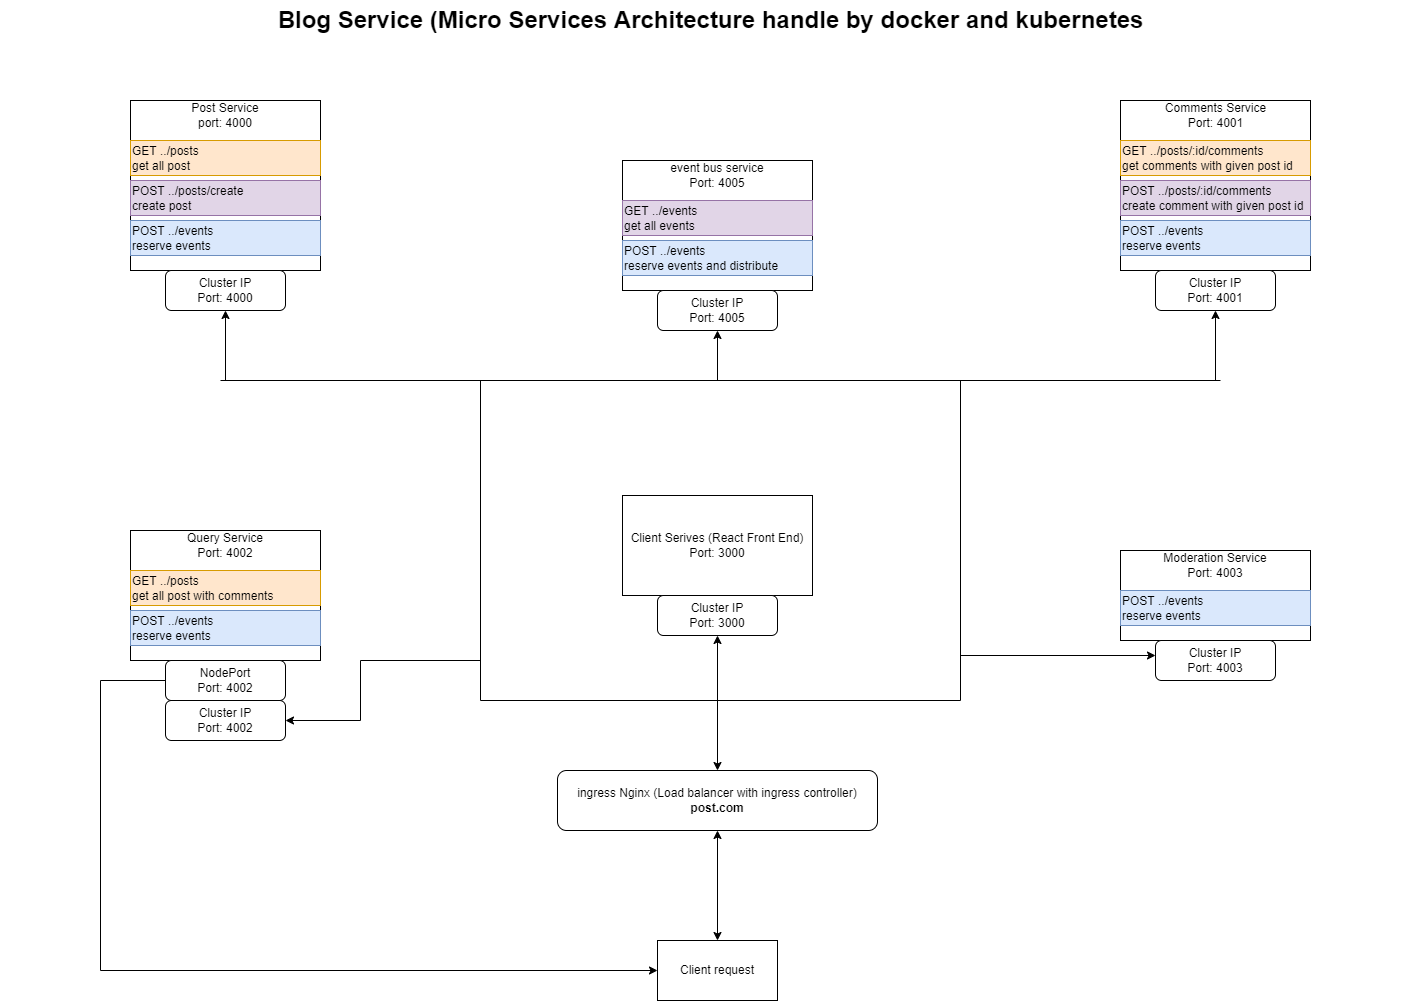 Blog Service (Micro Services Architecture handle by docker and kubernetes
Post Service
port: 4000
GET ../posts
get all post
POST ../posts/create
create post
POST ../events
reserve events
Cluster IP
Port: 4000
event bus service
Port: 4005
GET ../events
get all events
POST ../events
reserve events and distribute
Cluster IP
Port: 4005
Comments Service
Port: 4001
GET ../posts/:id/comments
get comments with given post id
POST ../posts/:id/comments
create comment with given post id
POST ../events
reserve events
Cluster IP
Port: 4001
Query Service
Port: 4002
GET ../posts
get all post with comments
POST ../events
reserve events
NodePort
Port: 4002
Cluster IP
Port: 4002
Client Serives (React Front End)
Port: 3000
Cluster IP
Port: 3000
Moderation Service
Port: 4003
POST ../events
reserve events
Cluster IP
Port: 4003
ingress Nginx (Load balancer with ingress controller)
post.com
Client request